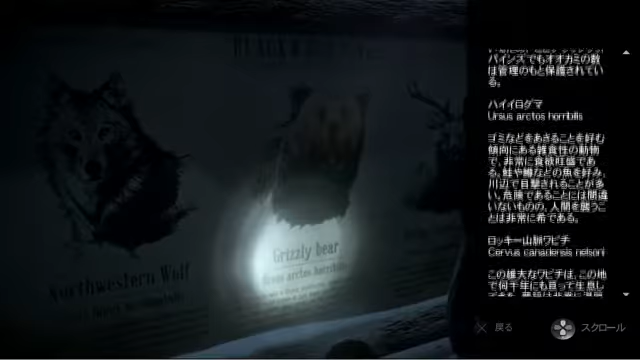 Northwestern Wolf
Grizzly bear
Ursus arctos horribilis
パインズでもオオカミの数
は管理のもと保護されてい
る。
ハイイログマ
Ursus arctos horribilis
ゴミなどをあさることを好む
傾向にある雑食性の動物
で、非常に食欲旺盛であ
る。鮭や鱒などの魚を好み、
川辺で目撃されることが多
い。危険であることには間違
いないものの、人間を襲うこ
とは非常に希である。
ロッキー山脈ワピチ
Cervus canadensis nelsoni
この雄大なワピチは、この地
で何千年にも亘って生息し
戻る
スクロール